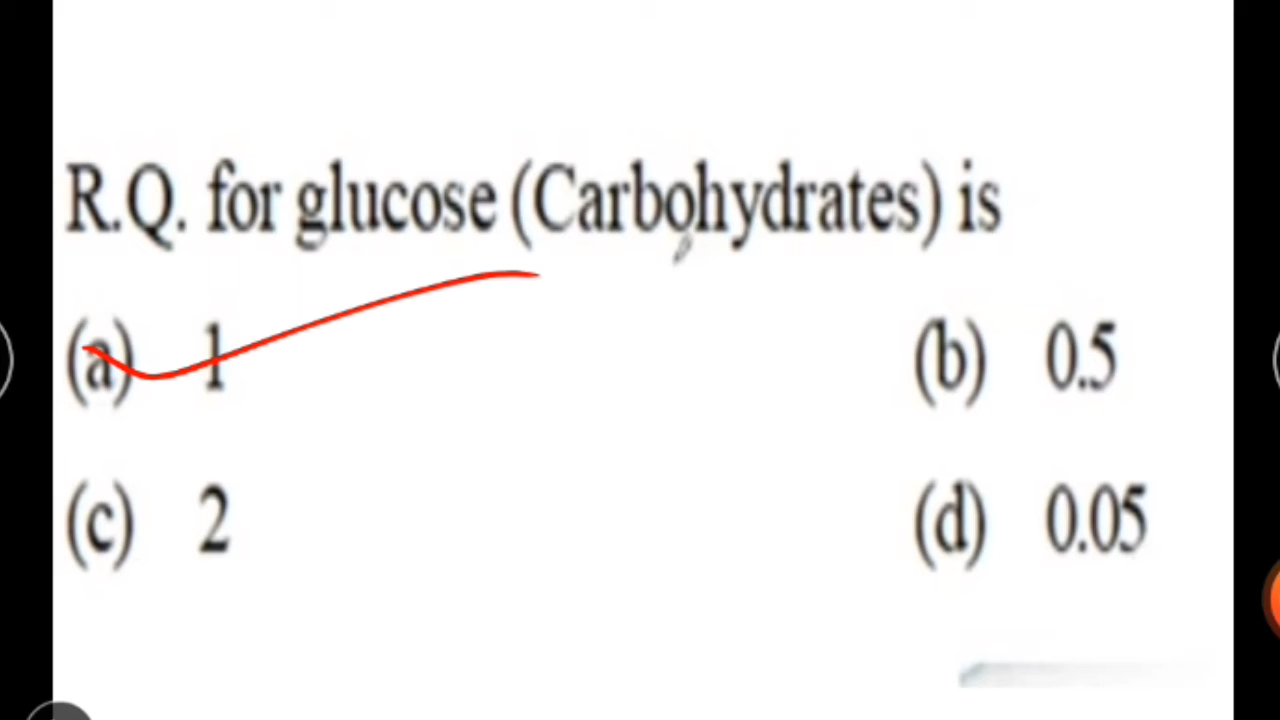 R.Q. for glucose (Carbohydrates) is
(a) 1 (b) 0.5
(c) 2 (d) 0.05